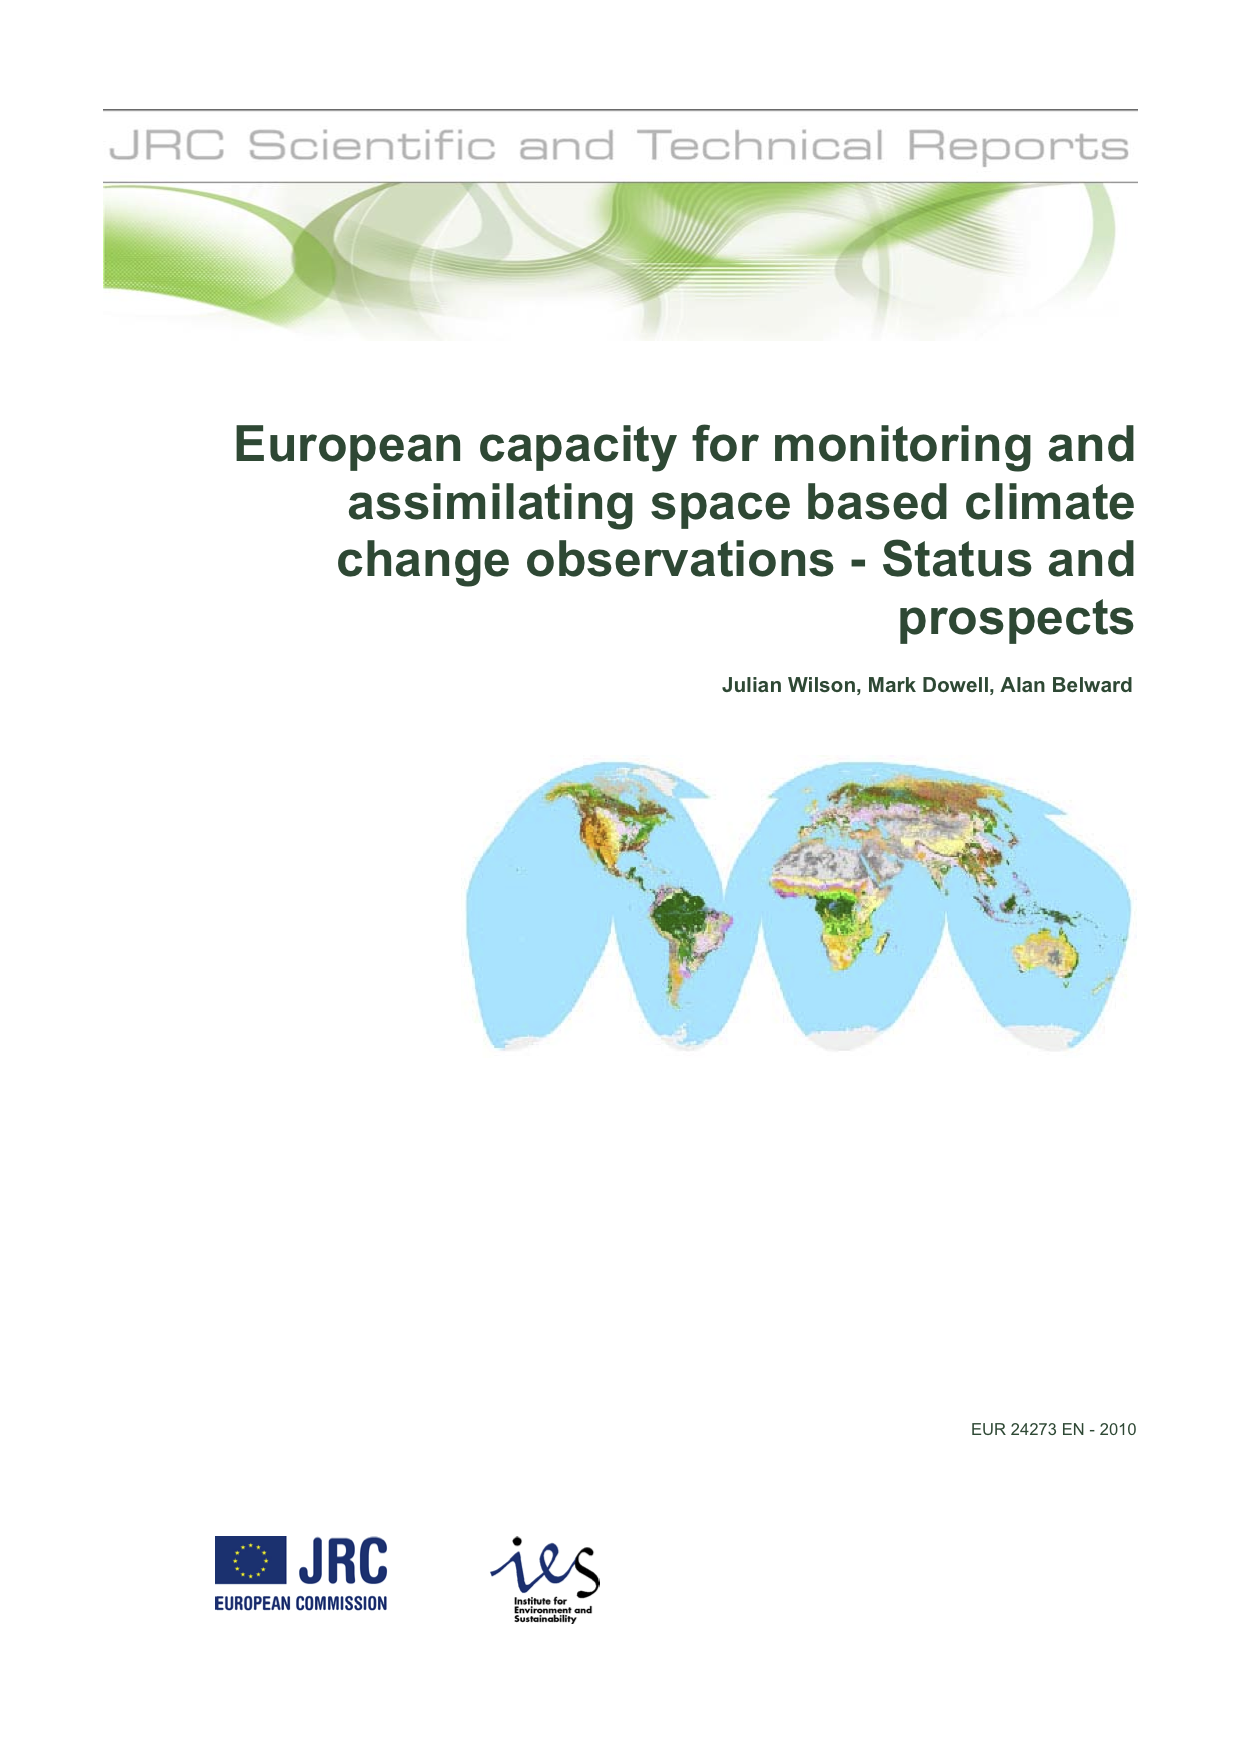 JRC Scientific and Technical Reports
European capacity for monitoring and
assimilating space based climate
change observations - Status and
prospects
Julian Wilson, Mark Dowell, Alan Belward
EUR 24273 EN - 2010
JRC
EUROPEAN COMMISSION
ies
Institute for
Environment and
Sustainability